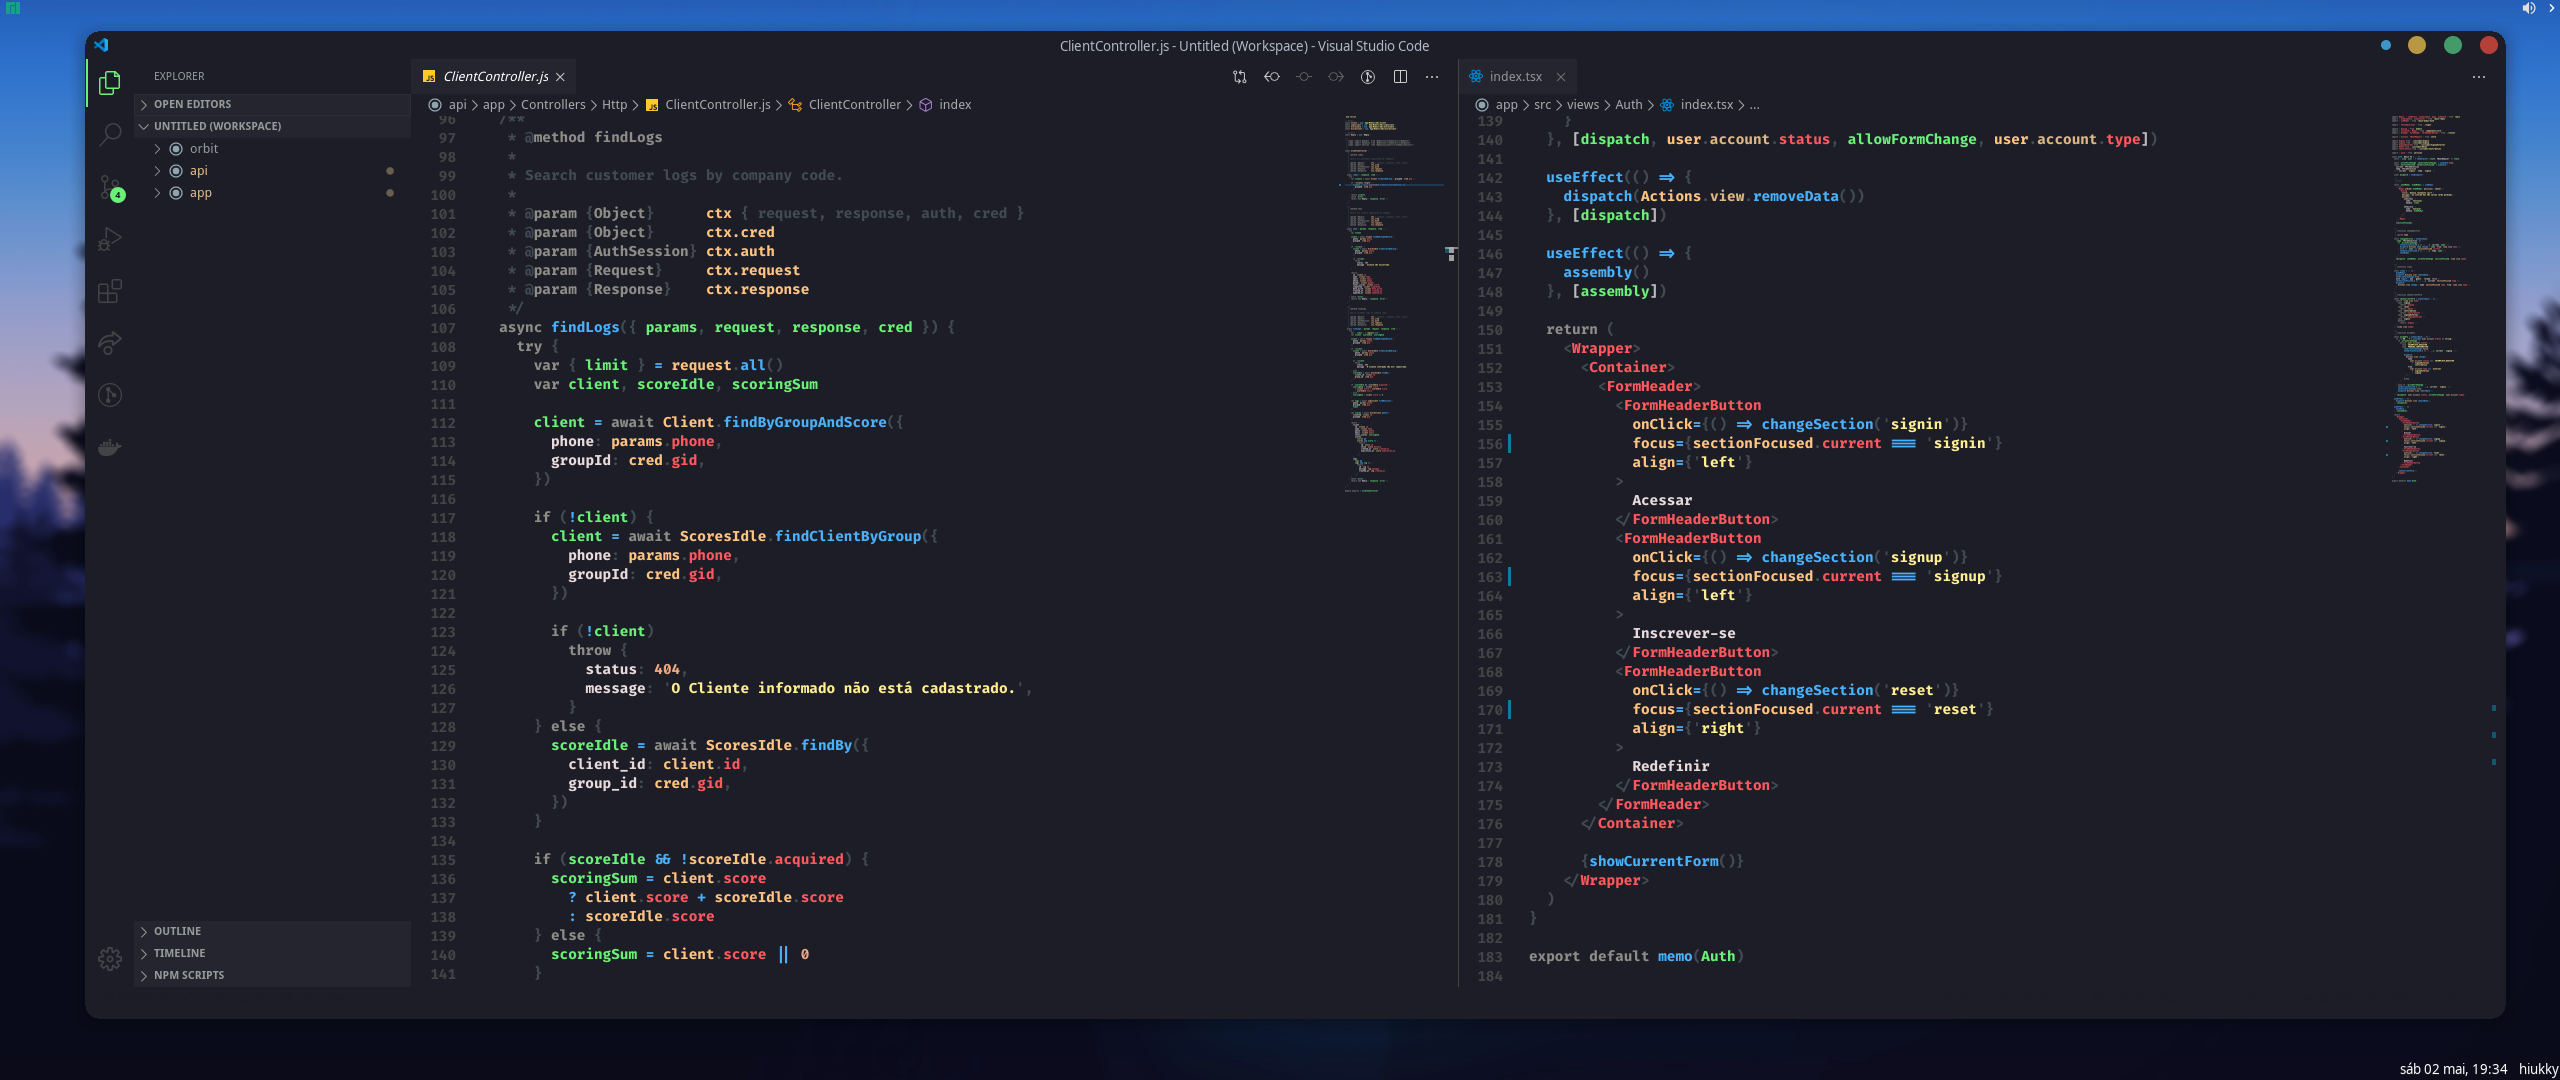 ClientController.js - Untitled (Workspace) - Visual Studio Code
EXPLORER
OPEN EDITORS
UNTITLED (WORKSPACE)
orbit
api
app
4
OUTLINE
TIMELINE
NPM SCRIPTS
JS ClientController.js
api > app > Controllers > Http > JS ClientController.js > ClientController > index
96 /**
97 * @method findLogs
98 *
99 * Search customer logs by company code.
100 *
101 * @param {Object} ctx { request, response, auth, cred }
102 * @param {Object} ctx.cred
103 * @param {AuthSession} ctx.auth
104 * @param {Request} ctx.request
105 * @param {Response} ctx.response
106 */
107 async findLogs({ params, request, response, cred }) {
108 try {
109 var { limit } = request.all()
110 var client, scoreIdle, scoringSum
111
112 client = await Client.findByGroupAndScore({
113 phone: params.phone,
114 groupId: cred.gid,
115 })
116
117 if (!client) {
118 client = await ScoresIdle.findClientByGroup({
119 phone: params.phone,
120 groupId: cred.gid,
121 })
122
123 if (!client)
124 throw {
125 status: 404,
126 message: 'O Cliente informado não está cadastrado.',
127 }
128 } else {
129 scoreIdle = await ScoresIdle.findBy({
130 client_id: client.id,
131 group_id: cred.gid,
132 })
133 }
134
135 if (scoreIdle && !scoreIdle.acquired) {
136 scoringSum = client.score
137 ? client.score + scoreIdle.score
138 : scoreIdle.score
139 } else {
140 scoringSum = client.score || 0
141 }
index.tsx
app > src > views > Auth > index.tsx > ...
139 }
140 }, [dispatch, user.account.status, allowFormChange, user.account.type])
141
142 useEffect(() => {
143 dispatch(Actions.view.removeData())
144 }, [dispatch])
145
146 useEffect(() => {
147 assembly()
148 }, [assembly])
149
150 return (
151 <Wrapper>
152 <Container>
153 <FormHeader>
154 <FormHeaderButton
155 onClick={() => changeSection('signin')}
156 focus={sectionFocused.current === 'signin'}
157 align={'left'}
158 >
159 Acessar
160 </FormHeaderButton>
161 <FormHeaderButton
162 onClick={() => changeSection('signup')}
163 focus={sectionFocused.current === 'signup'}
164 align={'left'}
165 >
166 Inscrever-se
167 </FormHeaderButton>
168 <FormHeaderButton
169 onClick={() => changeSection('reset')}
170 focus={sectionFocused.current === 'reset'}
171 align={'right'}
172 >
173 Redefinir
174 </FormHeaderButton>
175 </FormHeader>
176 </Container>
177
178 {showCurrentForm()}
179 </Wrapper>
180 )
181 }
182
183 export default memo(Auth)
184
sáb 02 mai, 19:34 hiukky